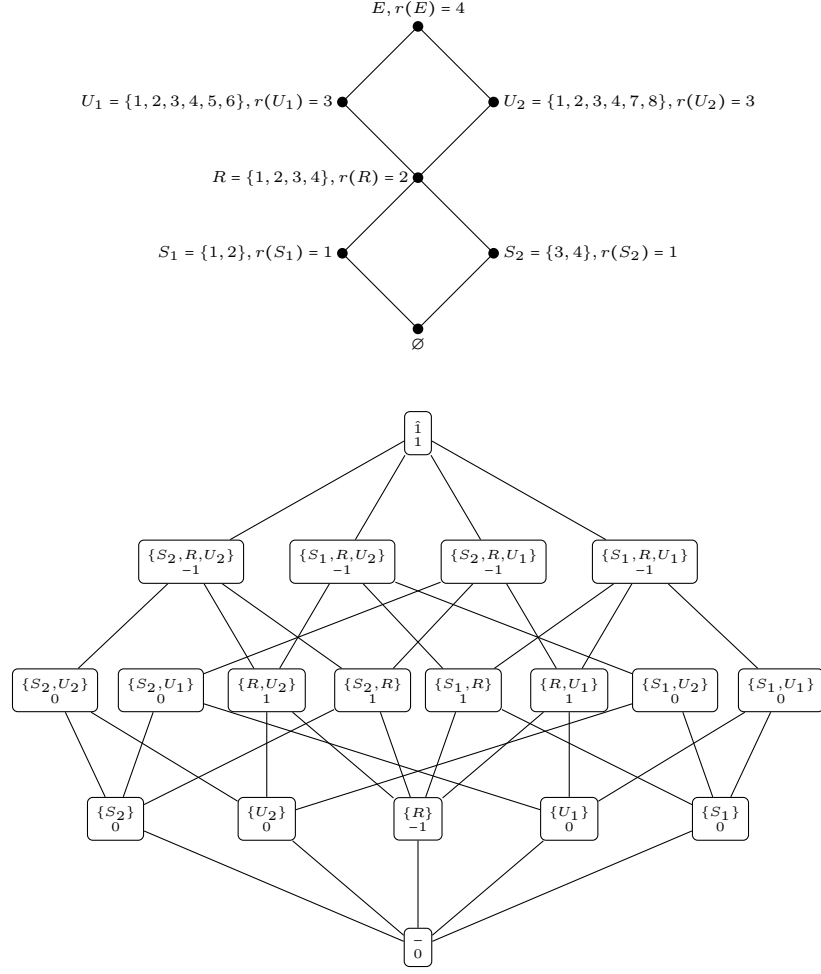 E, r(E) = 4
U₁ = {1, 2, 3, 4, 5, 6}, r(U₁) = 3
U₂ = {1, 2, 3, 4, 7, 8}, r(U₂) = 3
R = {1, 2, 3, 4}, r(R) = 2
S₁ = {1, 2}, r(S₁) = 1
S₂ = {3, 4}, r(S₂) = 1
∅
1̂
1
{S₂, R, U₂}
-1
{S₁, R, U₂}
-1
{S₂, R, U₁}
-1
{S₁, R, U₁}
-1
{S₂, U₂}
0
{S₂, U₁}
0
{R, U₂}
1
{S₂, R}
1
{S₁, R}
1
{R, U₁}
1
{S₁, U₂}
0
{S₁, U₁}
0
{S₂}
0
{U₂}
0
{R}
-1
{U₁}
0
{S₁}
0
–
0